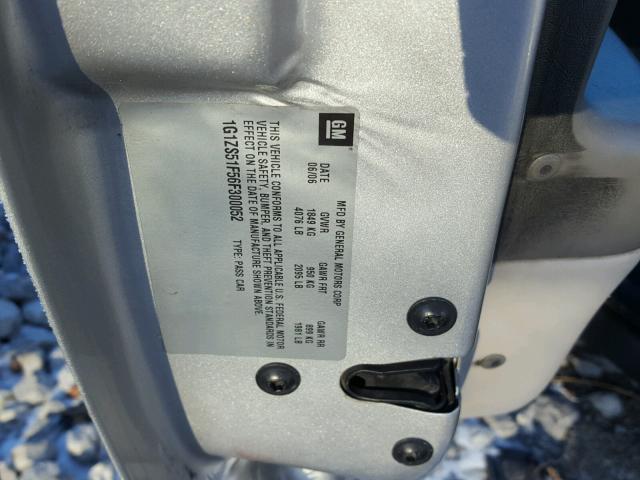 GM
MFD BY GENERAL MOTORS CORP
DATE GVWR GAWR FRT GAWR RR
06/06 1849 KG 950 KG 899 KG
4076 LB 2095 LB 1981 LB
THIS VEHICLE CONFORMS TO ALL APPLICABLE U.S. FEDERAL MOTOR
VEHICLE SAFETY, BUMPER, AND THEFT PREVENTION STANDARDS IN
EFFECT ON THE DATE OF MANUFACTURE SHOWN ABOVE.
1G1ZS51F56F300052 TYPE: PASS CAR